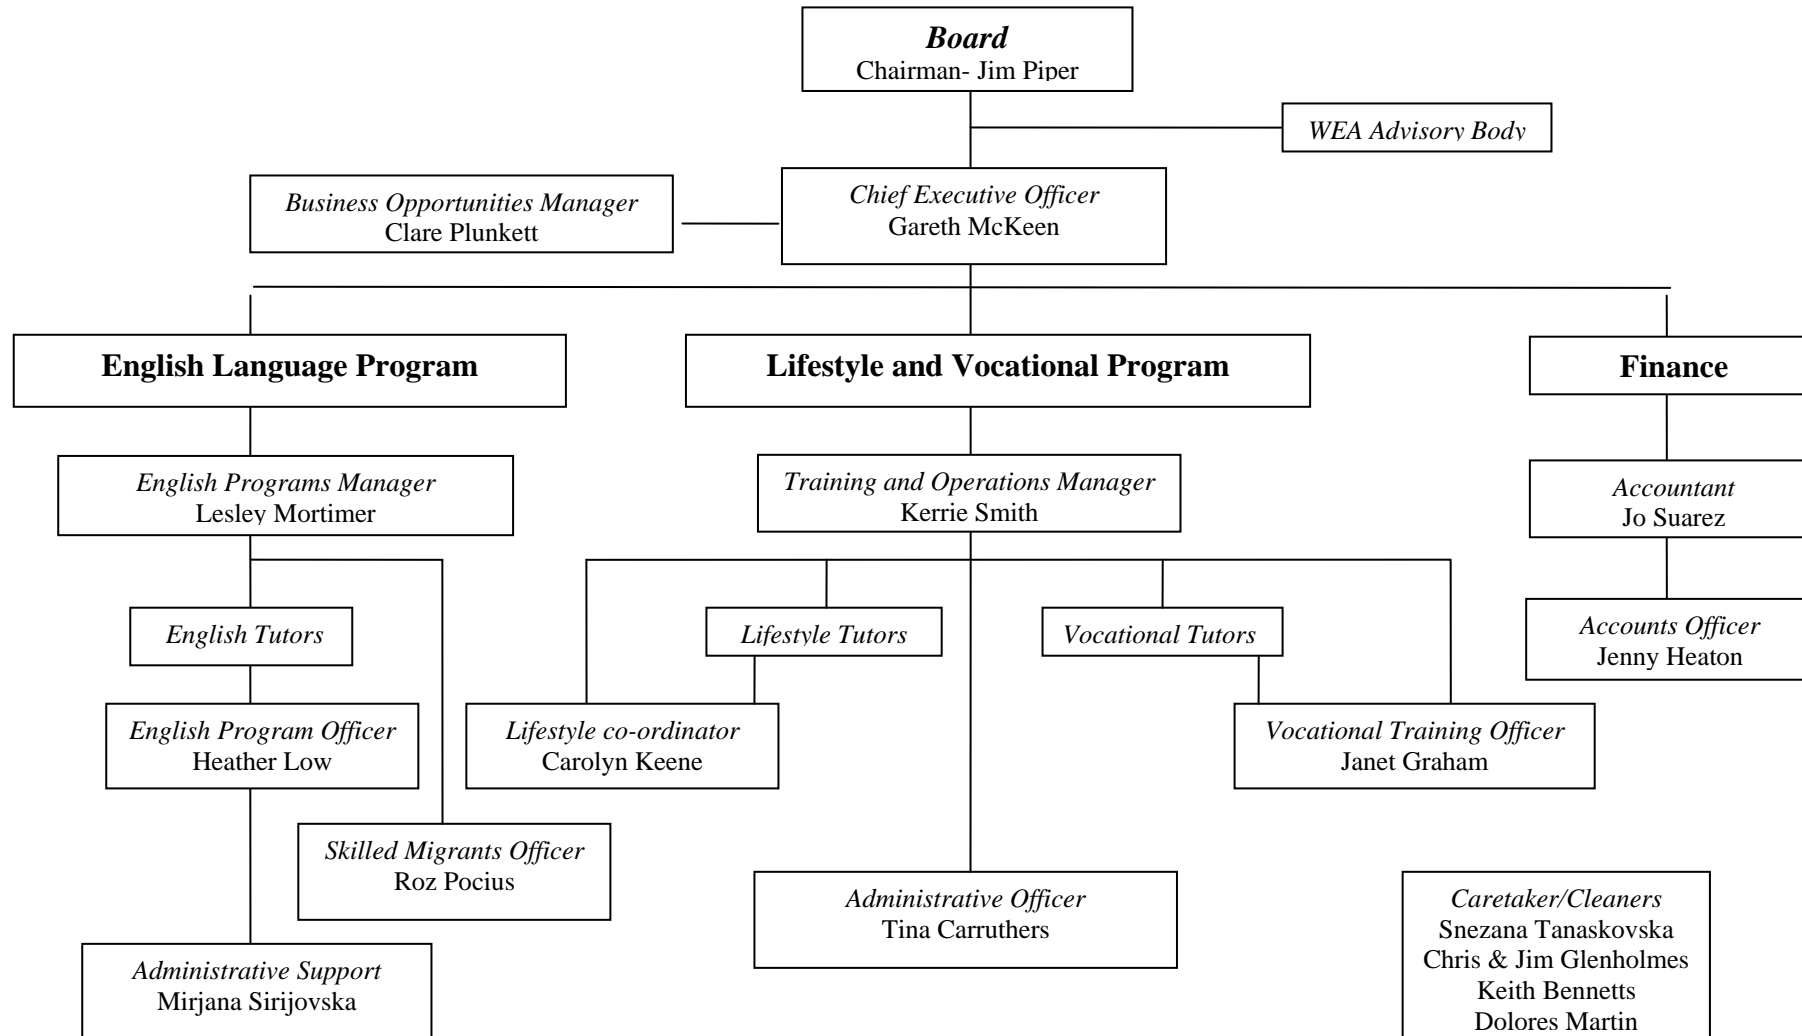 Board
Chairman- Jim Piper
WEA Advisory Body
Business Opportunities Manager
Clare Plunkett
Chief Executive Officer
Gareth McKeen
English Language Program
Lifestyle and Vocational Program
Finance
English Programs Manager
Lesley Mortimer
Training and Operations Manager
Kerrie Smith
Accountant
Jo Suarez
English Tutors
Lifestyle Tutors
Vocational Tutors
Accounts Officer
Jenny Heaton
English Program Officer
Heather Low
Lifestyle co-ordinator
Carolyn Keene
Vocational Training Officer
Janet Graham
Skilled Migrants Officer
Roz Pocius
Administrative Officer
Tina Carruthers
Caretaker/Cleaners
Snezana Tanaskovska
Chris & Jim Glenholmes
Keith Bennetts
Dolores Martin
Administrative Support
Mirjana Sirijovska